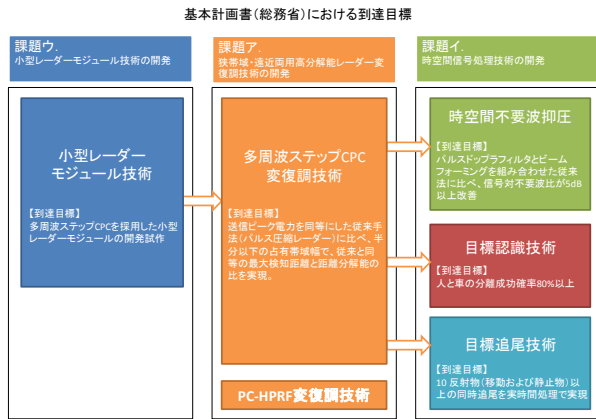 基本計画書(総務省)における到達目標
課題ウ.
小型レーダーモジュール技術の開発
小型レーダー
モジュール技術
【到達目標】
多周波ステップCPCを採用した小型
レーダーモジュールの開発試作
課題ア.
狭帯域・遠近両用高分解能レーダー変
復調技術の開発
多周波ステップCPC
変復調技術
【到達目標】
送信ピーク電力を同等にした従来
手法(パルス圧縮レーダー)に比べ、半
分以下の占有帯域幅で、従来と同
等の最大検知距離と距離分解能の
比を実現。
PC-HPRF変復調技術
課題イ.
時空間信号処理技術の開発
時空間不要波抑圧
【到達目標】
パルスドップラフィルタとビーム
フォーミングを組み合わせた従来
法に比べ、信号対不要波比が5dB
以上改善
目標認識技術
【到達目標】
人と車の分離成功確率80%以上
目標追尾技術
【到達目標】
10 反射物(移動および静止物)以
上の同時追尾を実時間処理で実現